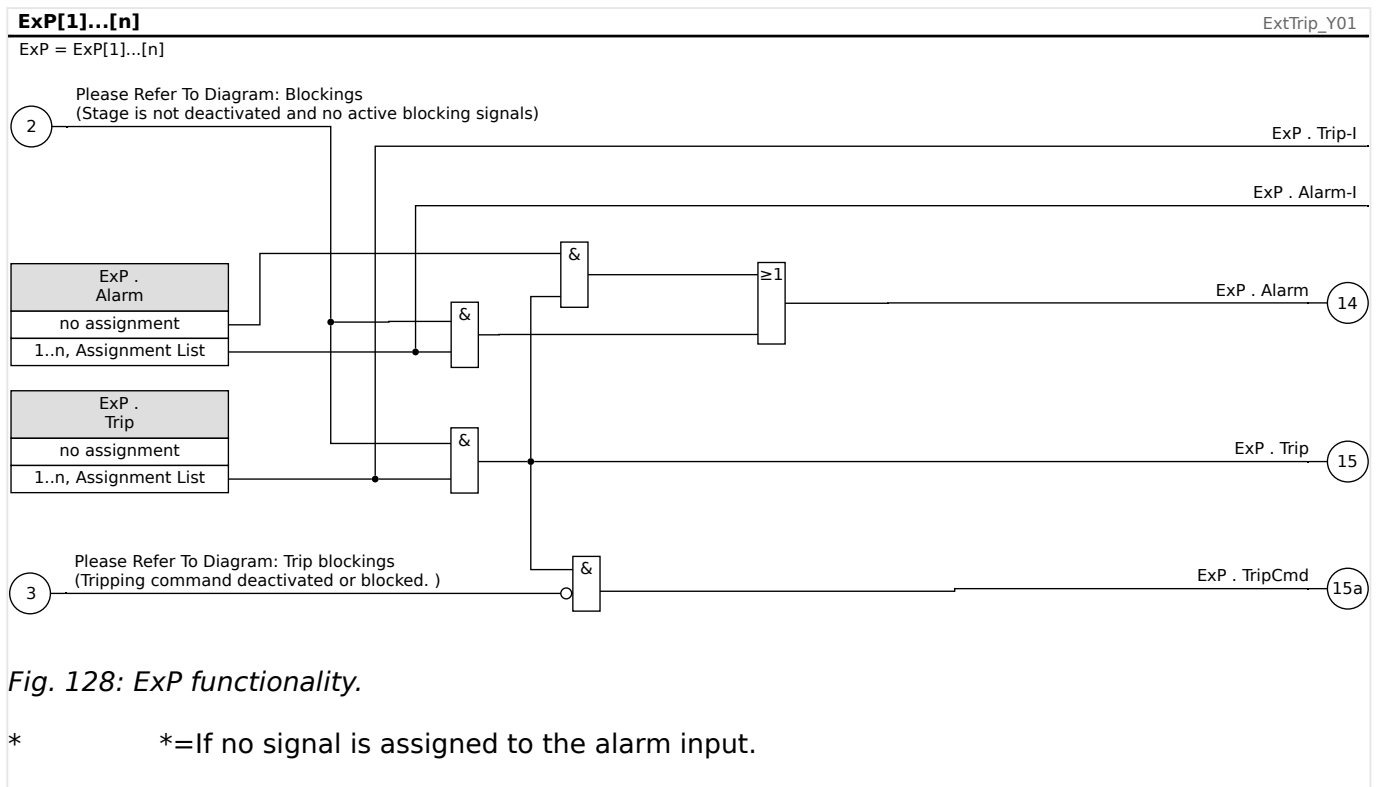 ExP[1]...[n]
ExtTrip_Y01
ExP = ExP[1]...[n]
Please Refer To Diagram: Blockings
(Stage is not deactivated and no active blocking signals)
2
ExP . Trip-I
ExP . Alarm-I
&
ExP .
Alarm
≥1
ExP . Alarm
14
no assignment
&
1..n, Assignment List
ExP .
Trip
&
no assignment
ExP . Trip
15
1..n, Assignment List
Please Refer To Diagram: Trip blockings
(Tripping command deactivated or blocked. )
3
&
ExP . TripCmd
15a
Fig. 128: ExP functionality.
* *=If no signal is assigned to the alarm input.